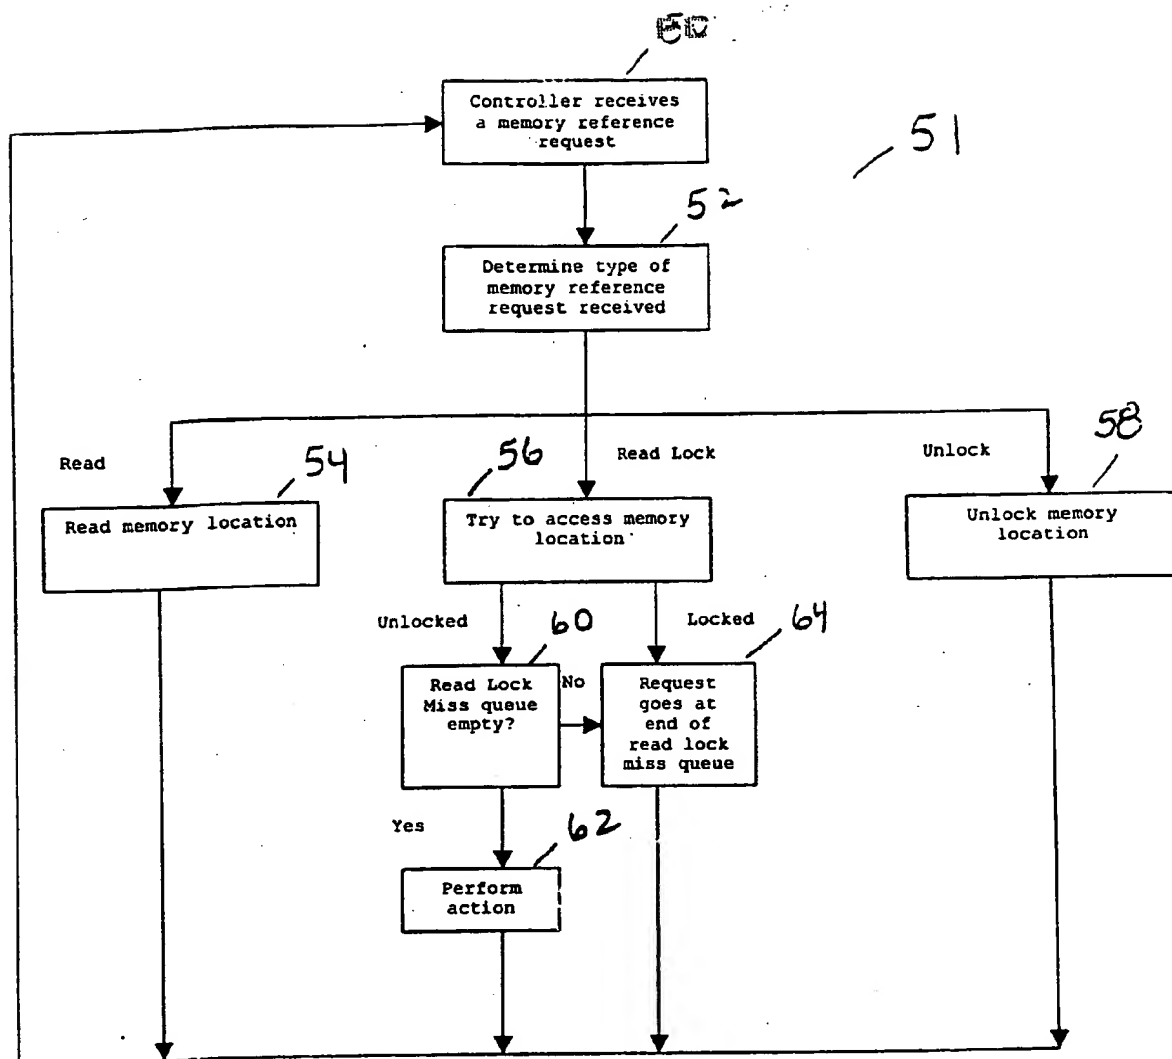 Controller receives
a memory reference
request
51
52
Determine type of
memory reference
request received
Read
54
56
Read Lock
Unlock
58
Read memory location
Try to access memory
location
Unlock memory
location
Unlocked
60
Locked
64
Read Lock
Miss queue
empty?
No
Request
goes at
end of
read lock
miss queue
Yes
62
Perform
action